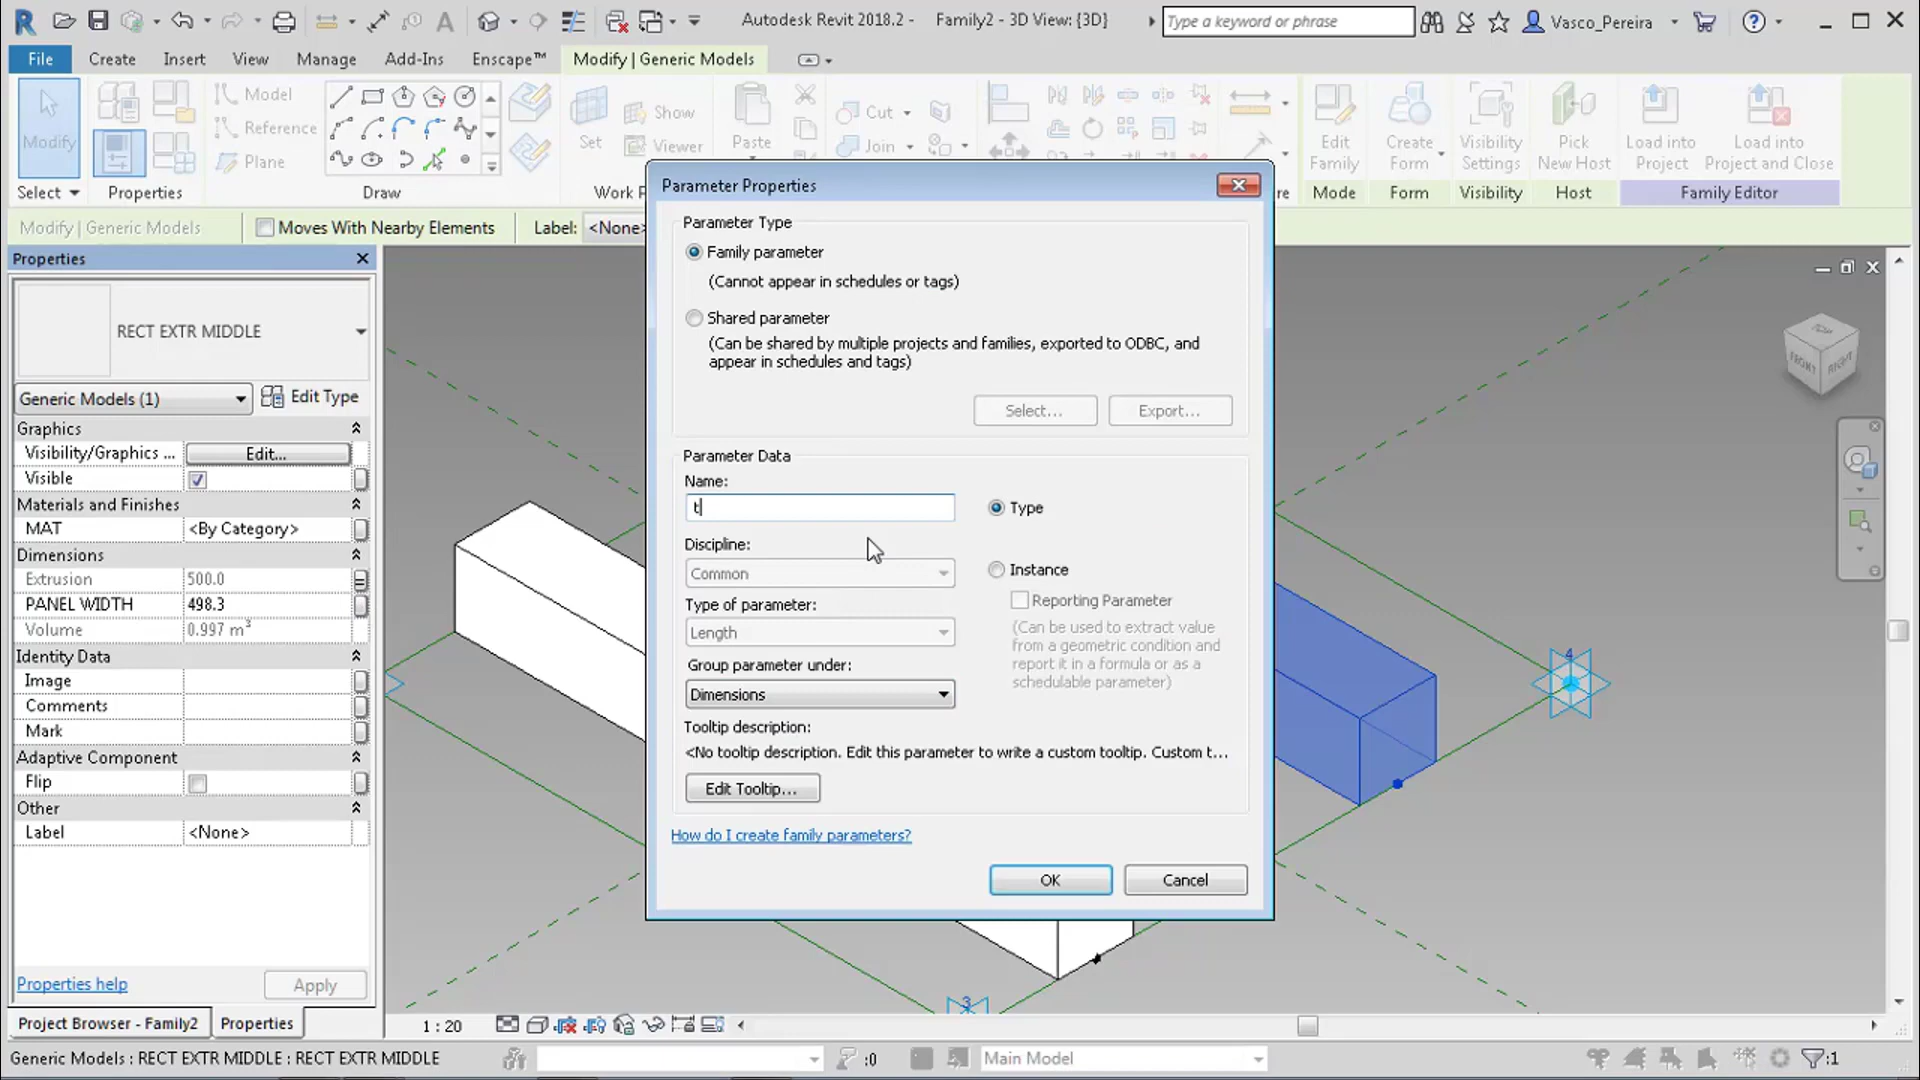 Autodesk Revit 2018.2 - Family2 - 3D View: {3D}
Type a keyword or phrase
Vasco_Pereira
File
Create
Insert
View
Manage
Add-Ins
Enscape™
Modify | Generic Models
Modify
Select
Properties
Model
Reference
Plane
Draw
Set
Show
Viewer
Paste
Cut
Join
Edit
Family
Mode
Create
Form
Form
Visibility
Settings
Visibility
Pick
New Host
Host
Load into
Project
Load into
Project and Close
Family Editor
Modify | Generic Models
Moves With Nearby Elements
Label:
Properties
RECT EXTR MIDDLE
Generic Models (1)
Edit Type
Graphics
Visibility/Graphics ...
Edit...
Visible
Materials and Finishes
MAT
<By Category>
Dimensions
Extrusion
500.0
PANEL WIDTH
498.3
Volume
0.997 m³
Identity Data
Image
Comments
Mark
Adaptive Component
Flip
Other
Label
<None>
Properties help
Apply
Project Browser - Family2
Properties
Parameter Properties
Parameter Type
Family parameter
(Cannot appear in schedules or tags)
Shared parameter
(Can be shared by multiple projects and families, exported to ODBC, and
appear in schedules and tags)
Select...
Export...
Parameter Data
Name:
t
Type
Discipline:
Common
Instance
Reporting Parameter
(Can be used to extract value
from a geometric condition and
report it in a formula or as a
schedulable parameter)
Type of parameter:
Length
Group parameter under:
Dimensions
Tooltip description:
<No tooltip description. Edit this parameter to write a custom tooltip. Custom t...
Edit Tooltip...
How do I create family parameters?
OK
Cancel
FRONT
RIGHT
4
3
1 : 20
Generic Models : RECT EXTR MIDDLE : RECT EXTR MIDDLE
:0
Main Model
:1